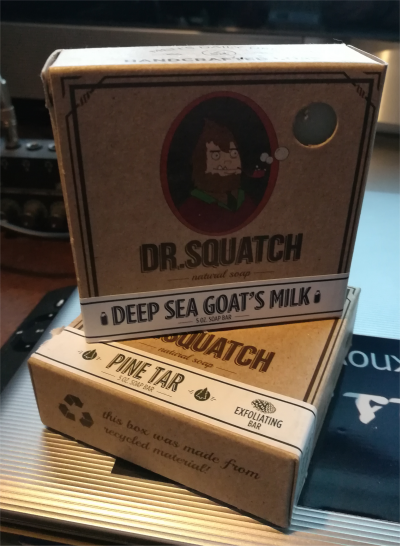 HANDCRAFTED
DR.SQUATCH
natural soap
DEEP SEA GOAT'S MILK
5 OZ. SOAP BAR
SQUATCH
natural soap
PINE TAR
5 OZ. SOAP BAR
EXFOLIATING
BAR
this box was made from
recycled material!